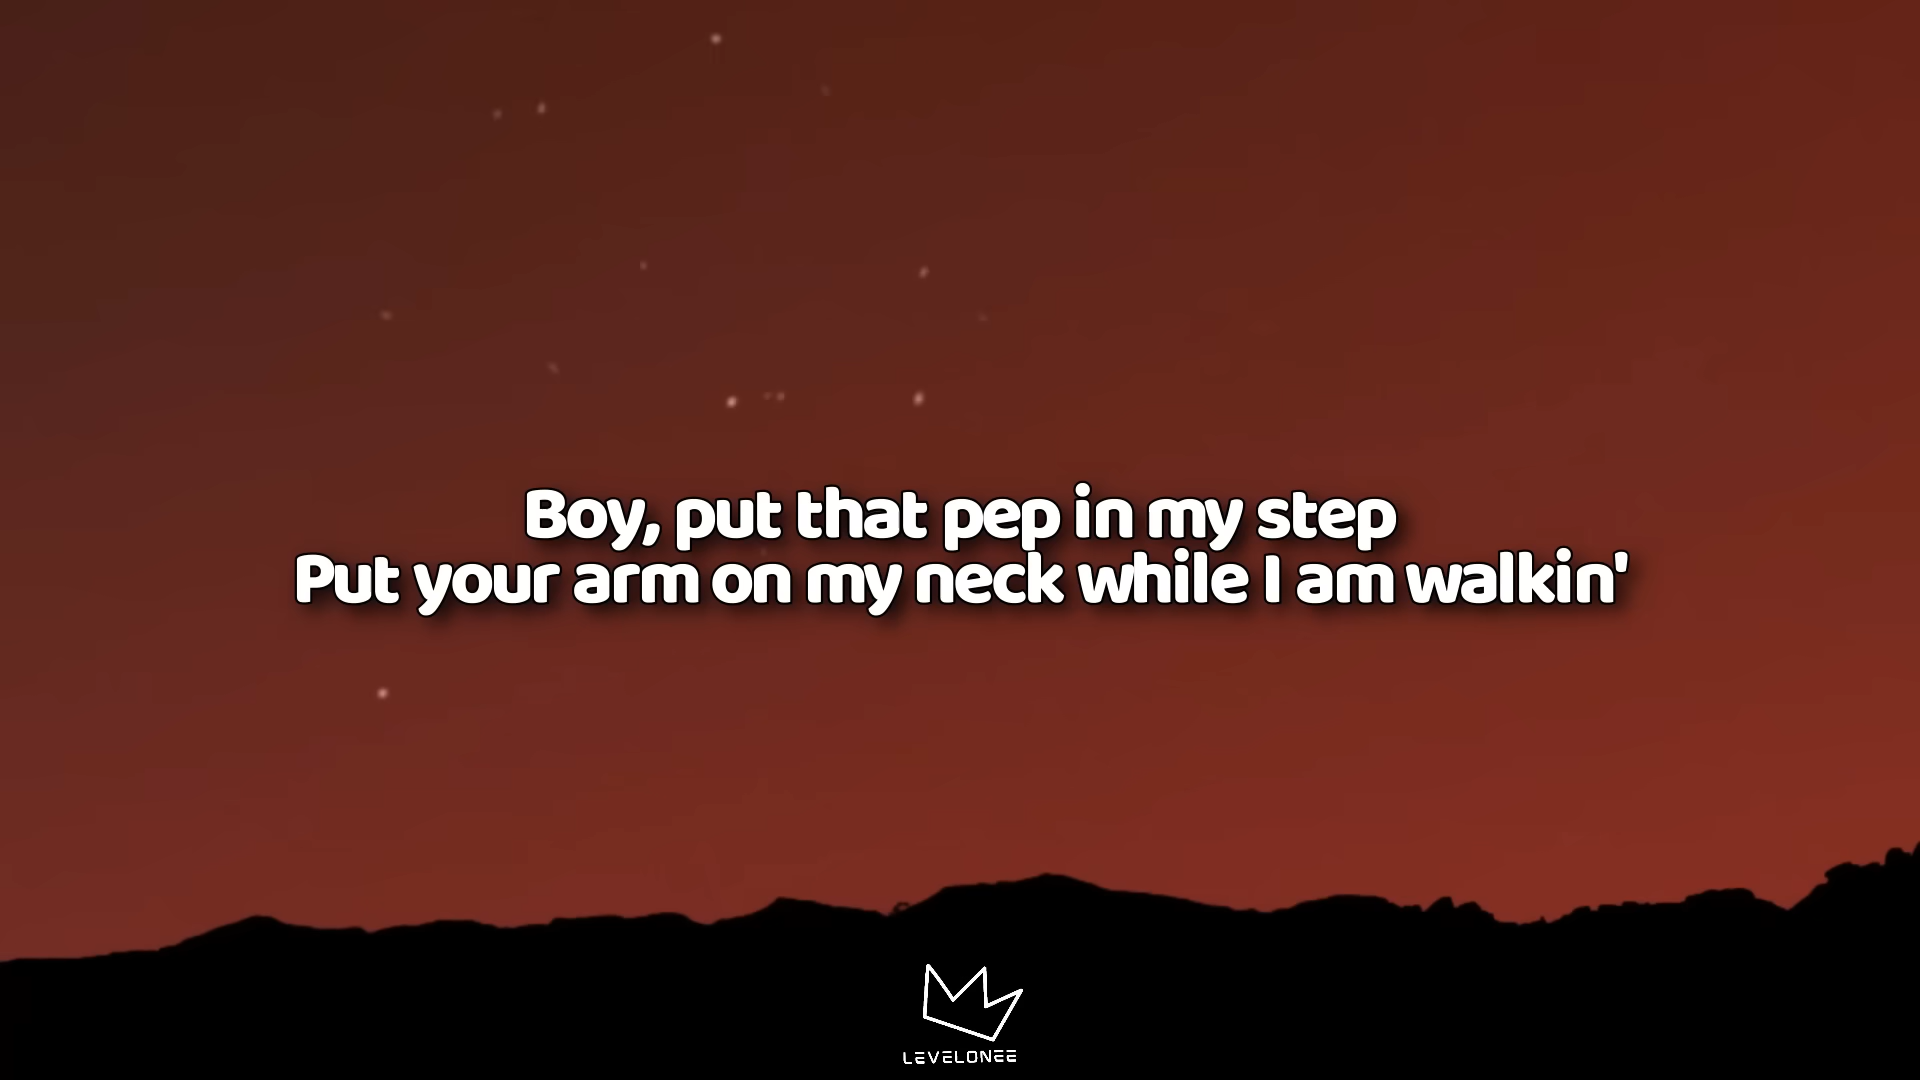 Boy, put that pep in my step
Put your arm on my neck while I am walkin'
LEVELONEE